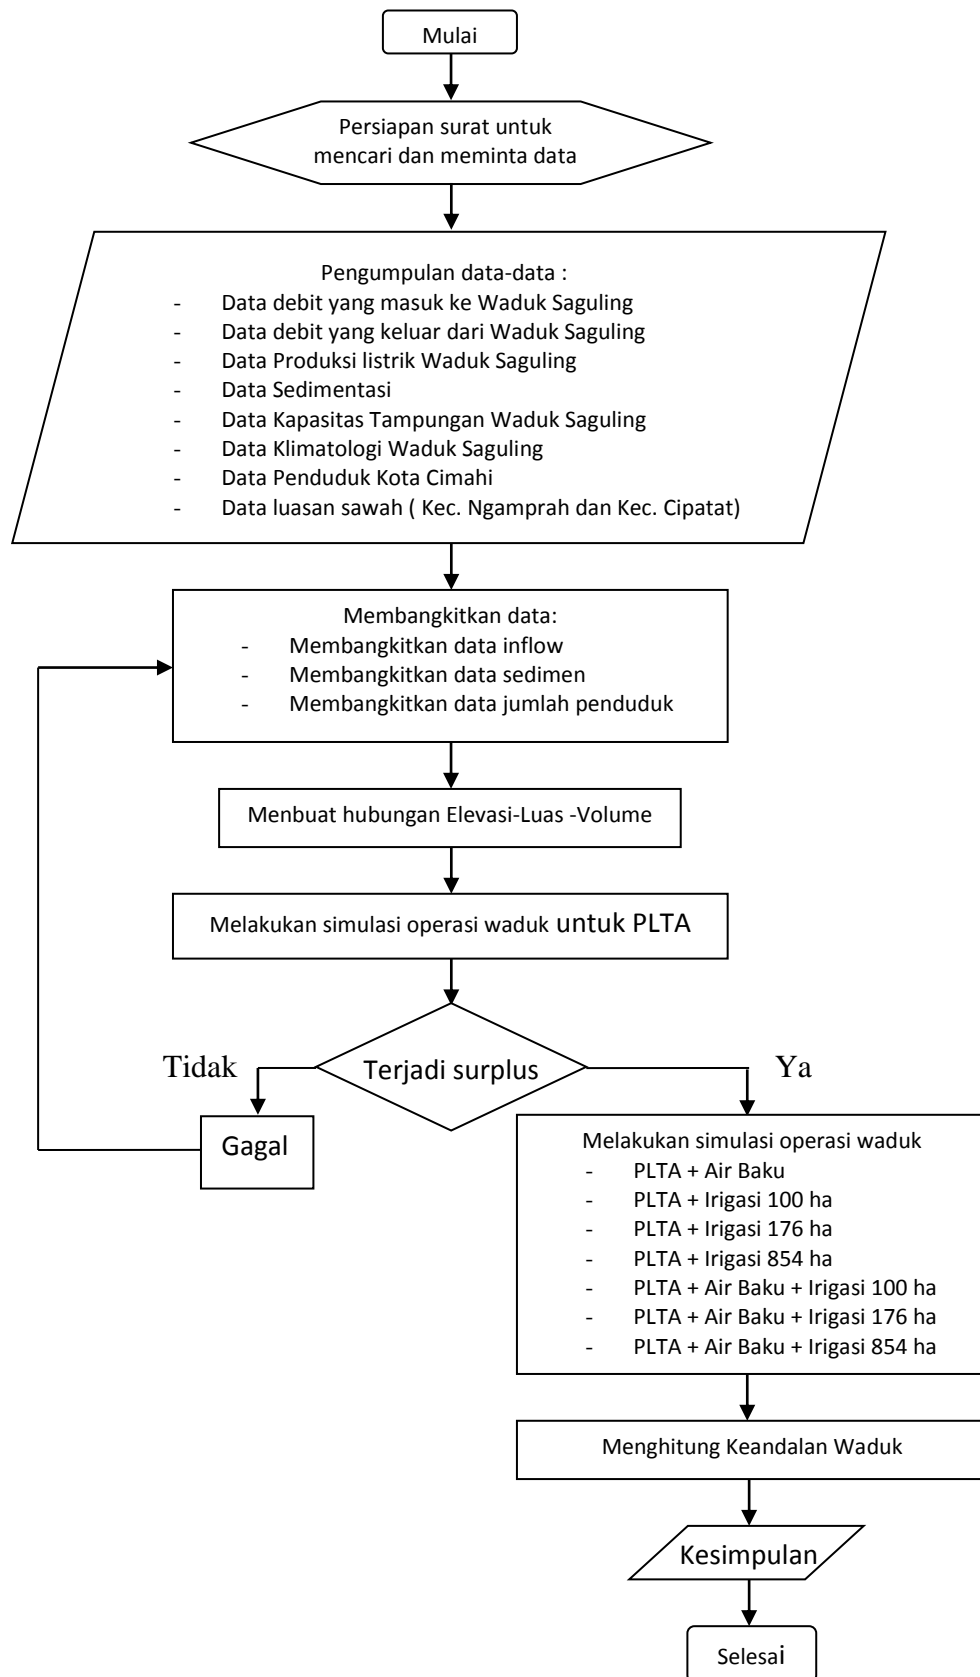 Mulai
Persiapan surat untuk
mencari dan meminta data
Pengumpulan data-data :
- Data debit yang masuk ke Waduk Saguling
- Data debit yang keluar dari Waduk Saguling
- Data Produksi listrik Waduk Saguling
- Data Sedimentasi
- Data Kapasitas Tampungan Waduk Saguling
- Data Klimatologi Waduk Saguling
- Data Penduduk Kota Cimahi
- Data luasan sawah ( Kec. Ngamprah dan Kec. Cipatat)
Membangkitkan data:
- Membangkitkan data inflow
- Membangkitkan data sedimen
- Membangkitkan data jumlah penduduk
Menbuat hubungan Elevasi-Luas -Volume
Melakukan simulasi operasi waduk untuk PLTA
Tidak
Terjadi surplus
Ya
Gagal
Melakukan simulasi operasi waduk
- PLTA + Air Baku
- PLTA + Irigasi 100 ha
- PLTA + Irigasi 176 ha
- PLTA + Irigasi 854 ha
- PLTA + Air Baku + Irigasi 100 ha
- PLTA + Air Baku + Irigasi 176 ha
- PLTA + Air Baku + Irigasi 854 ha
Menghitung Keandalan Waduk
Kesimpulan
Selesai